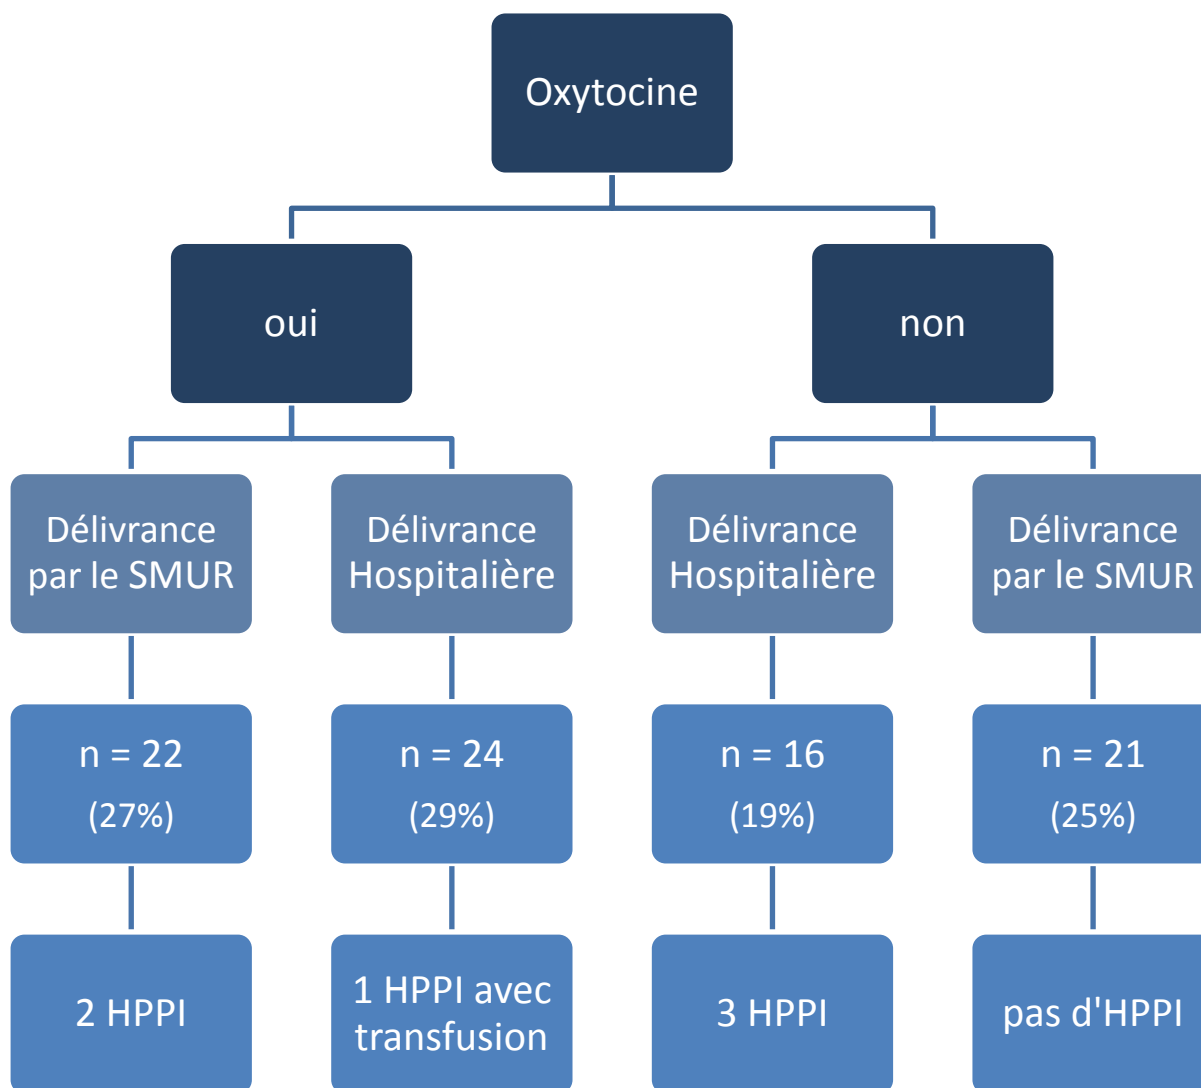 Oxytocine
oui
non
Délivrance
par le SMUR
Délivrance
Hospitalière
Délivrance
Hospitalière
Délivrance
par le SMUR
n = 22
(27%)
n = 24
(29%)
n = 16
(19%)
n = 21
(25%)
2 HPPI
1 HPPI avec
transfusion
3 HPPI
pas d'HPPI